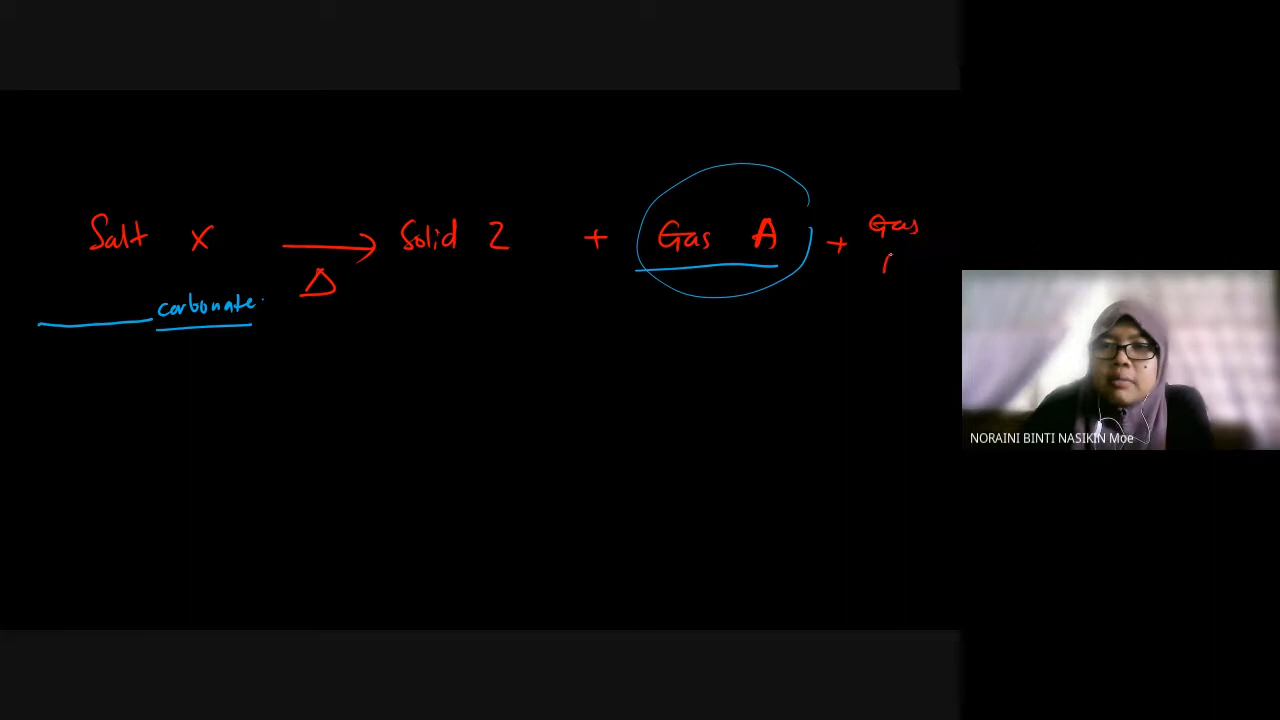 Salt X → Solid Z + Gas A + Gas
Δ
carbonate.
NORAINI BINTI NASIKIN Moe